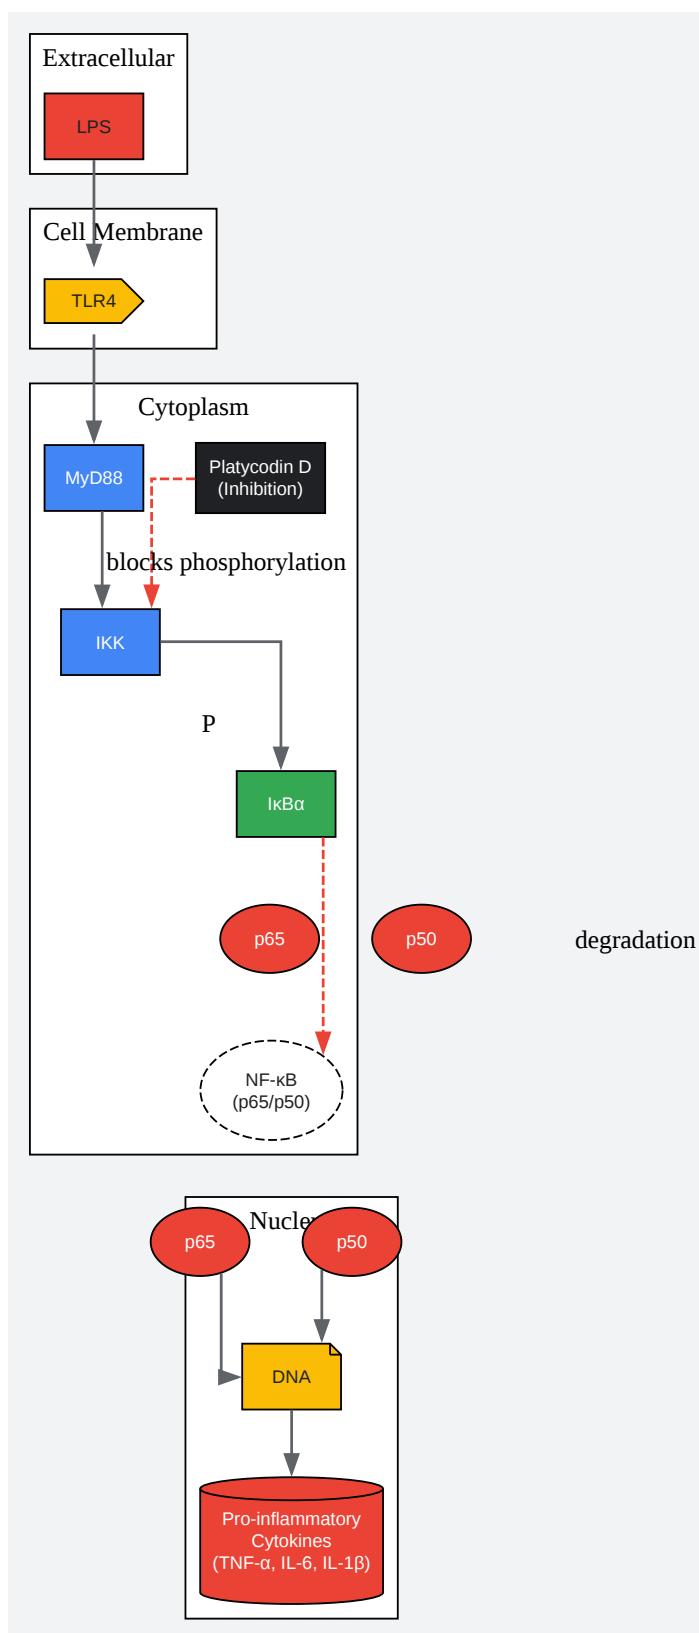 Extracellular
LPS
Cell Membrane
TLR4
Cytoplasm
MyD88
Platycodin D
(Inhibition)
blocks phosphorylation
IKK
P
IκBα
p65
p50
degradation
NF-κB
(p65/p50)
p65
p50
DNA
Pro-inflammatory
Cytokines
(TNF-α, IL-6, IL-1β)